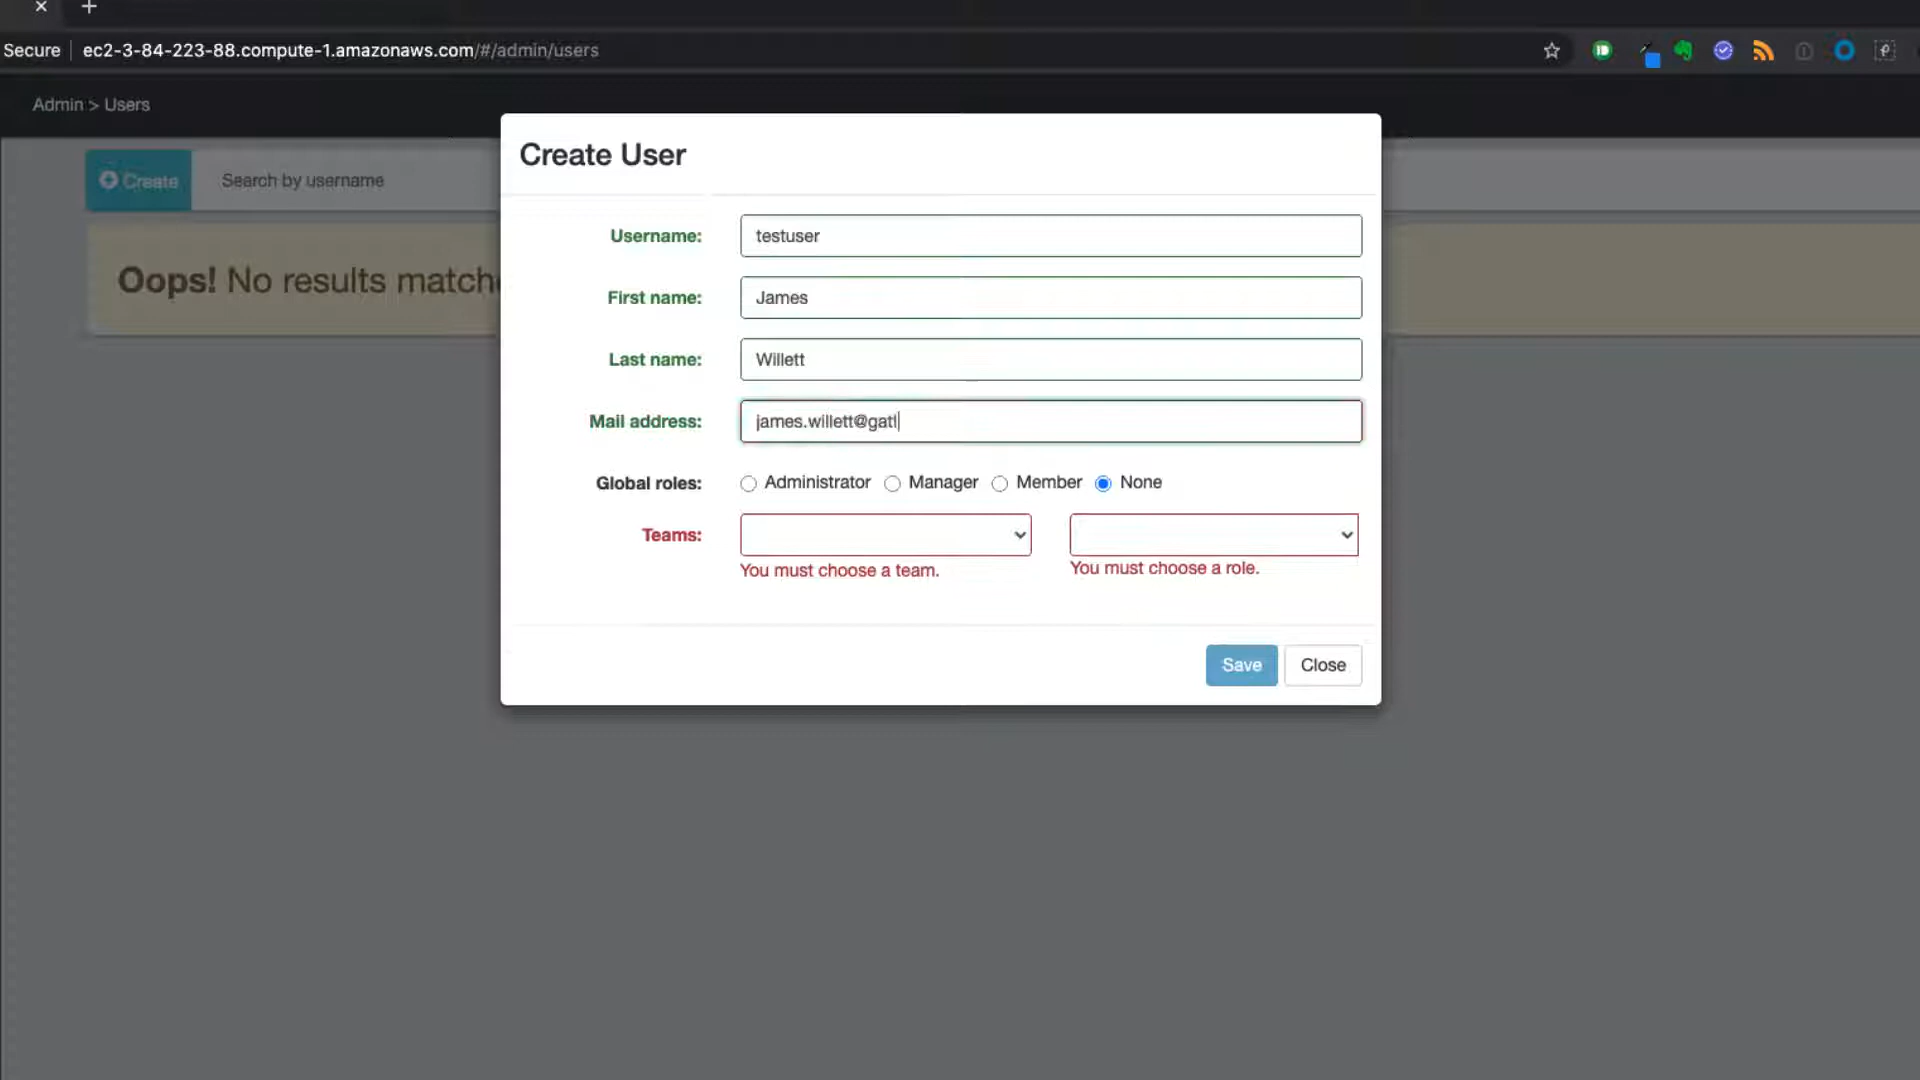 Secure ec2-3-84-223-88.compute-1.amazonaws.com/#/admin/users
Admin > Users
Create
Search by username
Oops! No results matche
Create User
Username: testuser
First name: James
Last name: Willett
Mail address: james.willett@gatl
Global roles: Administrator Manager Member None
Teams:
You must choose a team. You must choose a role.
Save Close